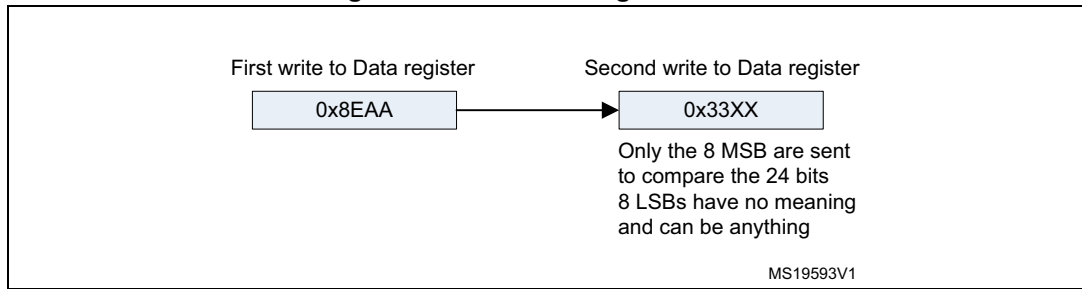 First write to Data register
Second write to Data register
0x8EAA
0x33XX
Only the 8 MSB are sent
to compare the 24 bits
8 LSBs have no meaning
and can be anything
MS19593V1